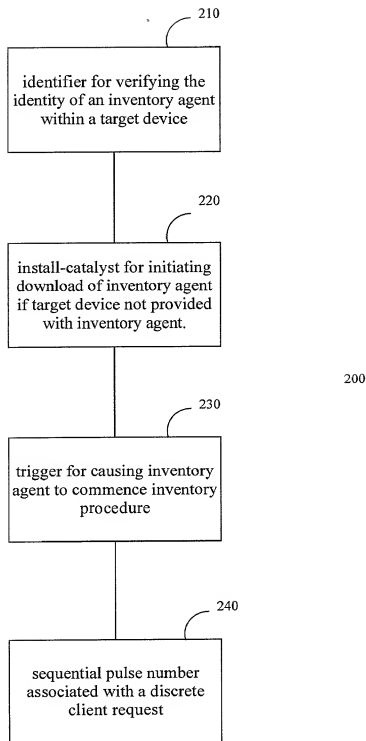 210
identifier for verifying the
identity of an inventory agent
within a target device
220
install-catalyst for initiating
download of inventory agent
if target device not provided
with inventory agent.
200
230
trigger for causing inventory
agent to commence inventory
procedure
240
sequential pulse number
associated with a discrete
client request